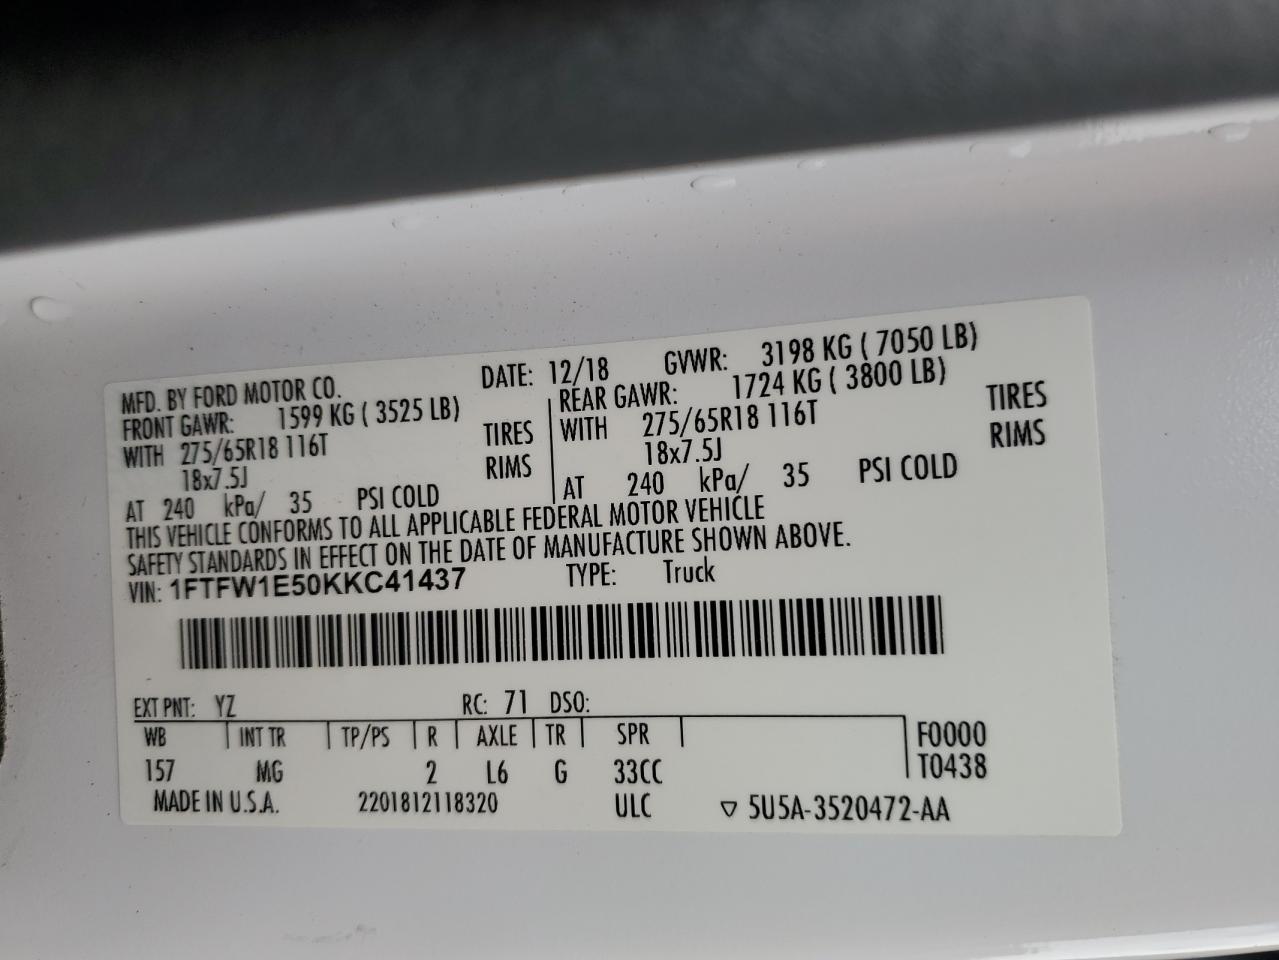 MFD. BY FORD MOTOR CO. DATE: 12/18 GVWR: 3198 KG ( 7050 LB)
FRONT GAWR: 1599 KG ( 3525 LB) REAR GAWR: 1724 KG ( 3800 LB)
WITH 275/65R18 116T TIRES WITH 275/65R18 116T TIRES
18x7.5J RIMS 18x7.5J RIMS
AT 240 kPa/ 35 PSI COLD AT 240 kPa/ 35 PSI COLD
THIS VEHICLE CONFORMS TO ALL APPLICABLE FEDERAL MOTOR VEHICLE
SAFETY STANDARDS IN EFFECT ON THE DATE OF MANUFACTURE SHOWN ABOVE.
VIN: 1FTFW1E50KKC41437 TYPE: Truck
EXT PNT: YZ RC: 71 DSO:
WB INT TR TP/PS R AXLE TR SPR F0000
157 MG 2 L6 G 33CC T0438
MADE IN U.S.A. 2201812118320 ULC ▽ 5U5A-3520472-AA